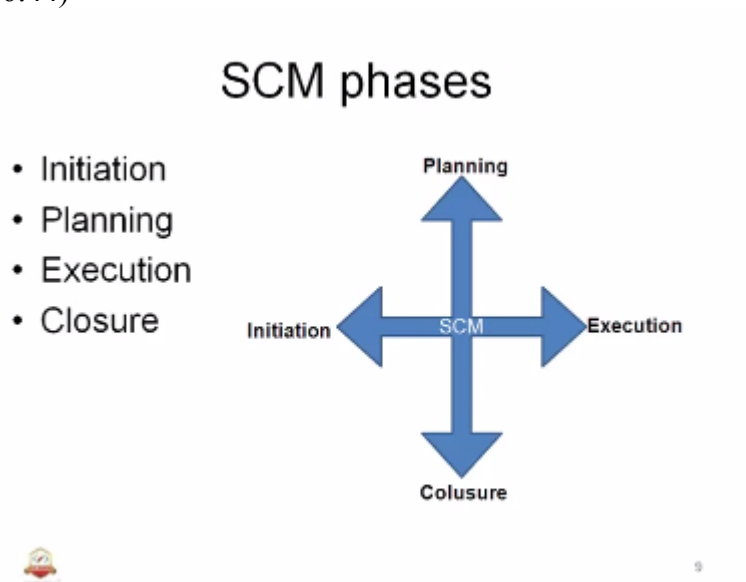 SCM phases
• Initiation
• Planning
• Execution
• Closure
Planning
Initiation
SCM
Execution
Colusure
9